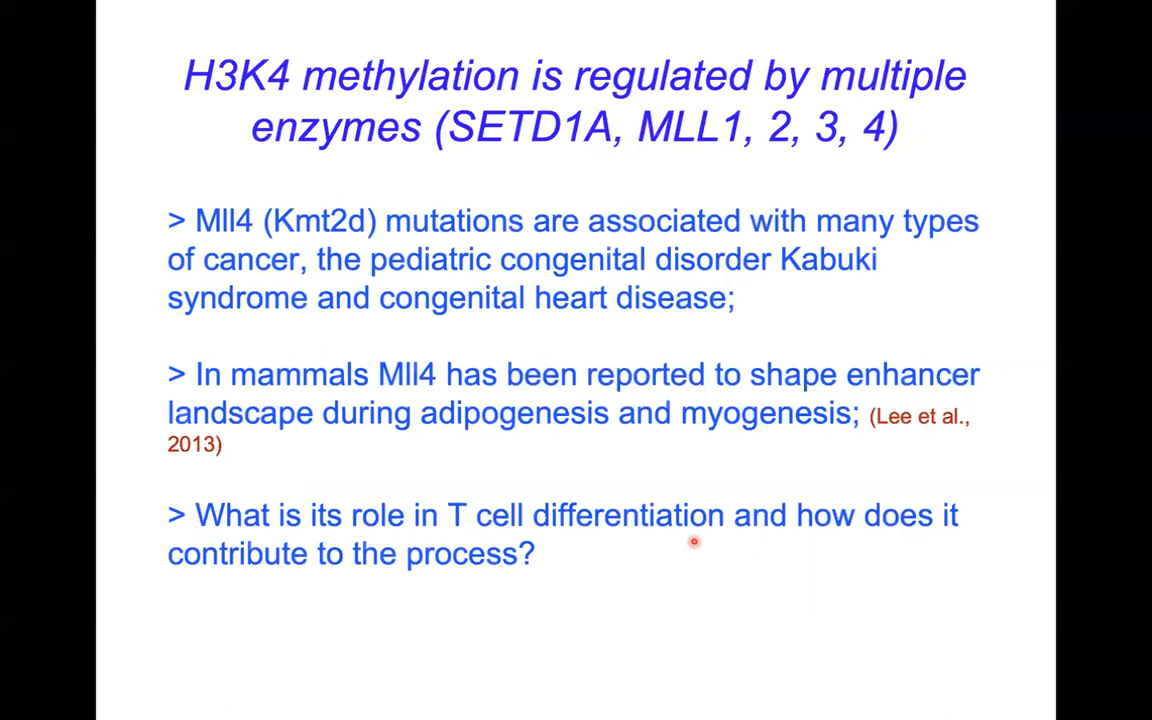 H3K4 methylation is regulated by multiple
enzymes (SETD1A, MLL1, 2, 3, 4)
> Mll4 (Kmt2d) mutations are associated with many types
of cancer, the pediatric congenital disorder Kabuki
syndrome and congenital heart disease;
> In mammals Mll4 has been reported to shape enhancer
landscape during adipogenesis and myogenesis; (Lee et al.,
2013)
> What is its role in T cell differentiation and how does it
contribute to the process?